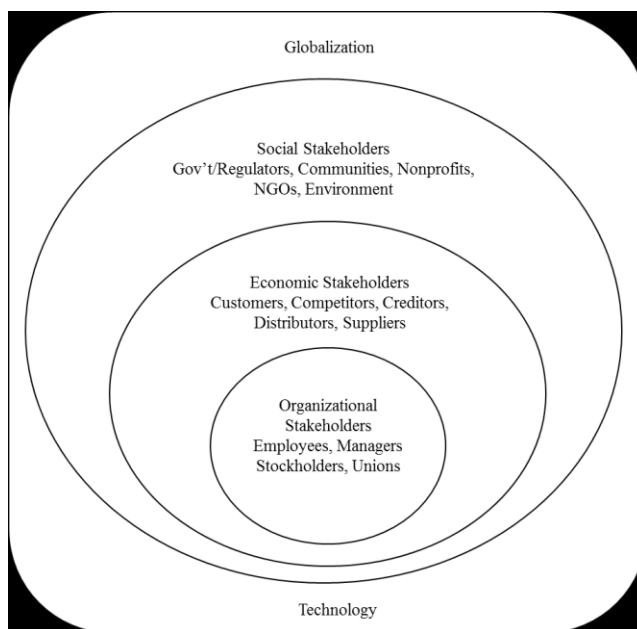 Globalization
Social Stakeholders
Gov't/Regulators, Communities, Nonprofits,
NGOs, Environment
Economic Stakeholders
Customers, Competitors, Creditors,
Distributors, Suppliers
Organizational
Stakeholders
Employees, Managers
Stockholders, Unions
Technology